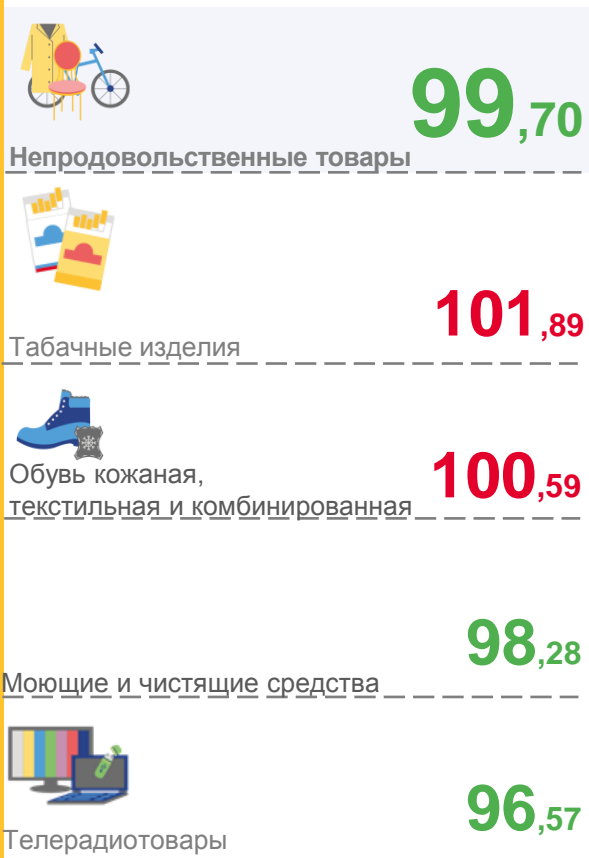 99,70
Непродовольственные товары
101,89
Табачные изделия
Обувь кожаная,
100,59
текстильная и комбинированная
98,28
Моющие и чистящие средства
96,57
Телерадиотовары